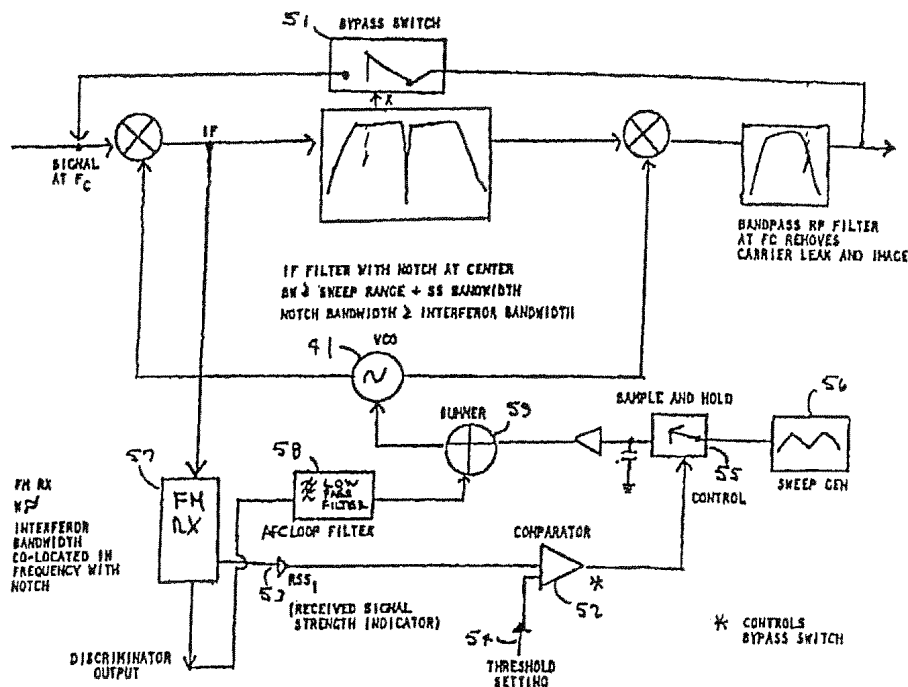 51
BYPASS SWITCH
*
IF
SIGNAL
AT FC
BANDPASS RF FILTER
AT FC REMOVES
CARRIER LEAK AND IMAGE
IF FILTER WITH NOTCH AT CENTER
BW ≥ SWEEP RANGE + SS BANDWIDTH
NOTCH BANDWIDTH ≥ INTERFEROR BANDWIDTH
VCO
41
SUMMER
59
SAMPLE AND HOLD
56
55
SWEEP GEN
CONTROL
57
58
LOW
PASS
FILTER
AFC LOOP FILTER
FM
RX
FM RX
INTERFEROR
BANDWIDTH
CO-LOCATED IN
FREQUENCY WITH
NOTCH
COMPARATOR
53
RSSI
(RECEIVED SIGNAL
STRENGTH INDICATOR)
*
52
54
THRESHOLD
SETTING
* CONTROLS
BYPASS SWITCH
DISCRIMINATOR
OUTPUT